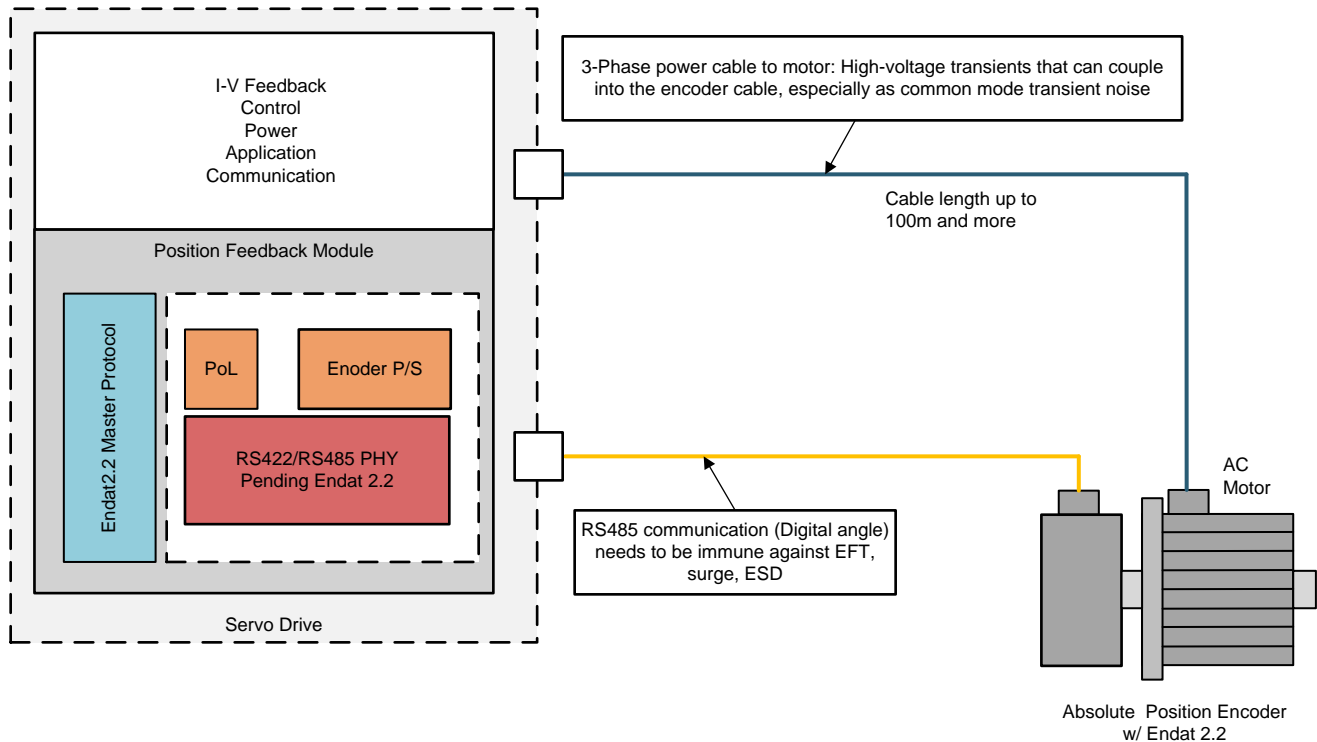 I-V Feedback
Control
Power
Application
Communication
Position Feedback Module
Endat2.2 Master Protocol
PoL
Enoder P/S
RS422/RS485 PHY
Pending Endat 2.2
Servo Drive
3-Phase power cable to motor: High-voltage transients that can couple
into the encoder cable, especially as common mode transient noise
Cable length up to
100m and more
RS485 communication (Digital angle)
needs to be immune against EFT,
surge, ESD
AC
Motor
Absolute Position Encoder
w/ Endat 2.2